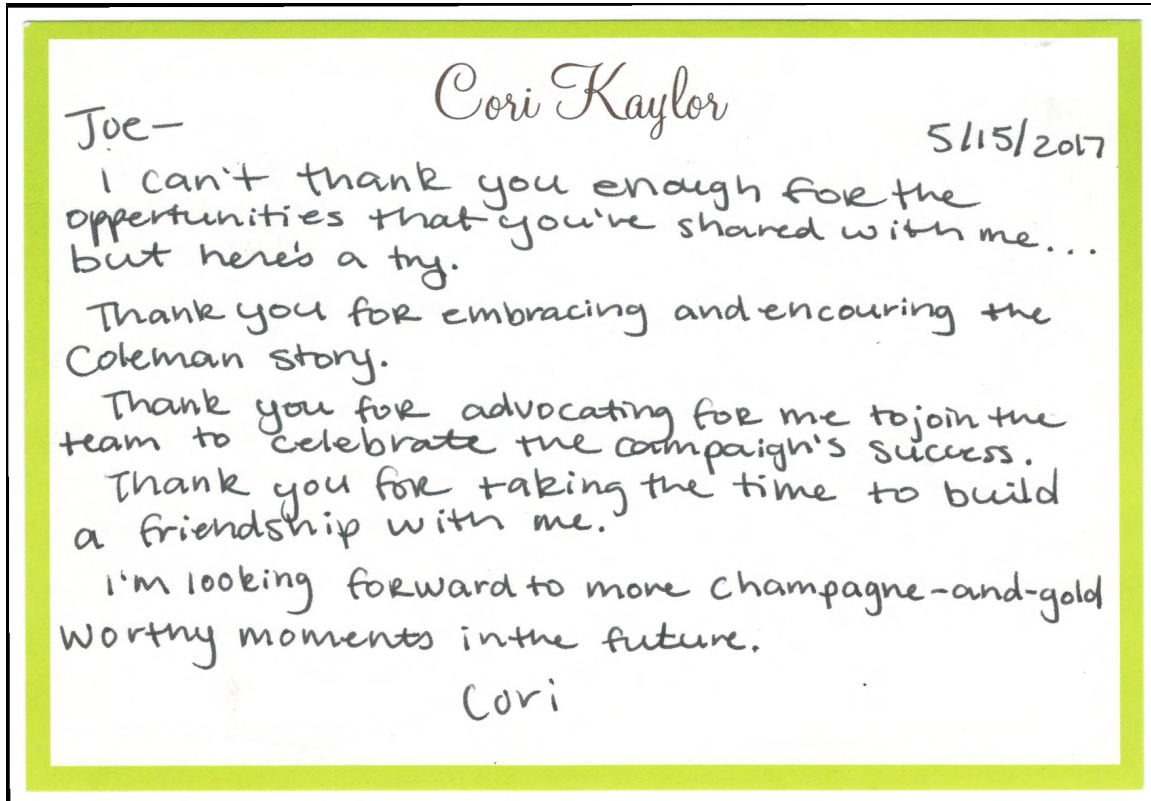 Cori Kaylor
Joe-
5/15/2017
I can't thank you enough for the
oppertunities that you've shared with me...
but here's a try.
Thank you for embracing and encouring the
Coleman story.
Thank you for advocating for me to join the
team to celebrate the campaign's success.
Thank you for taking the time to build
a friendship with me.
I'm looking forward to more champagne-and-gold
worthy moments in the future.
Cori